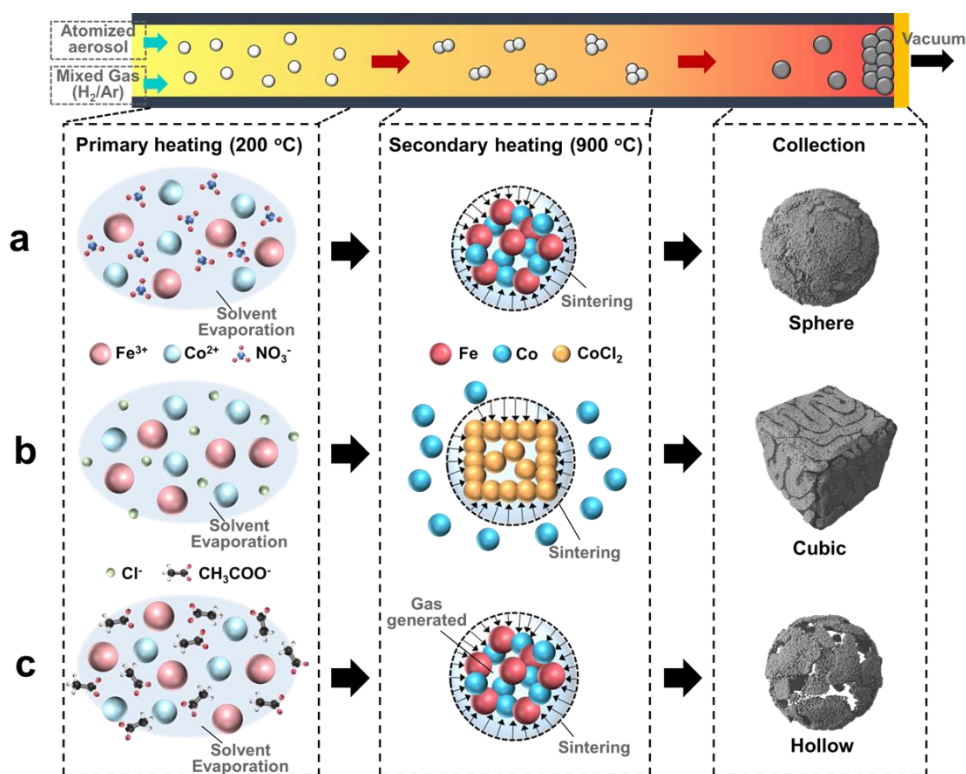 Atomized
aerosol
Mixed Gas
(H₂/Ar)
Vacuum
Primary heating (200 °C)
Secondary heating (900 °C)
Collection
a
Solvent
Evaporation
Sintering
Sphere
Fe³⁺
Co²⁺
NO₃⁻
Fe
Co
CoCl₂
b
Solvent
Evaporation
Sintering
Cubic
Cl⁻
CH₃COO⁻
c
Gas
generated
Solvent
Evaporation
Sintering
Hollow